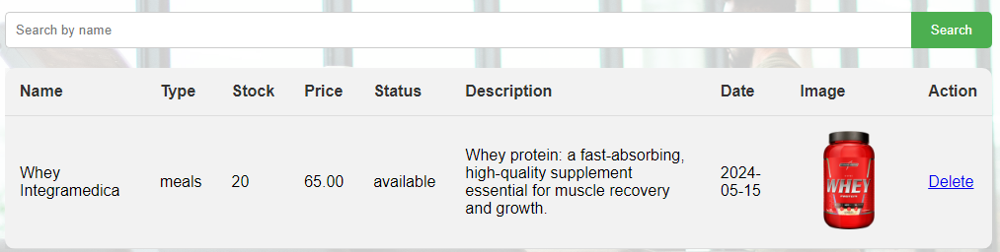 Search by name Search
Name Type Stock Price Status Description Date Image Action
Whey Integramedica meals 20 65.00 available Whey protein: a fast-absorbing, high-quality supplement essential for muscle recovery and growth. 2024-05-15 WHEY Delete